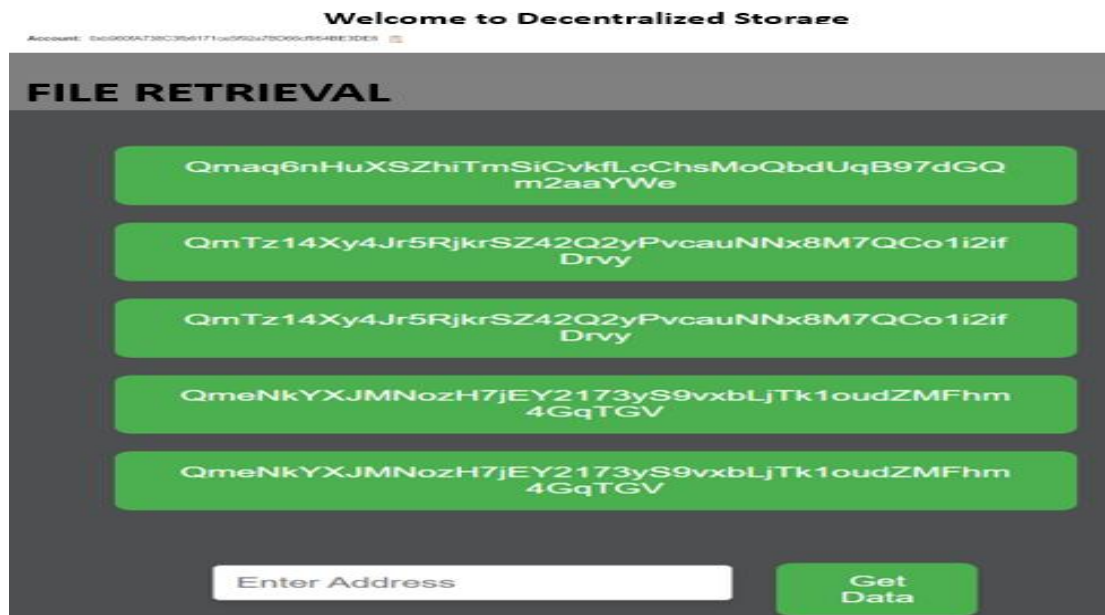 Welcome to Decentralized Storage
Account:
FILE RETRIEVAL
Qmaq6nHuXSZhiTmSiCvkfLcChsMoQbdUqB97dGQ
m2aaYWe
QmTz14Xy4Jr5RjkrSZ42Q2yPvcauNNx8M7QCo1i2if
Drvy
QmTz14Xy4Jr5RjkrSZ42Q2yPvcauNNx8M7QCo1i2if
Drvy
QmeNkYXJMNozH7jEY2173yS9vxbLjTk1oudZMFhm
4GqTGV
QmeNkYXJMNozH7jEY2173yS9vxbLjTk1oudZMFhm
4GqTGV
Enter Address
Get
Data